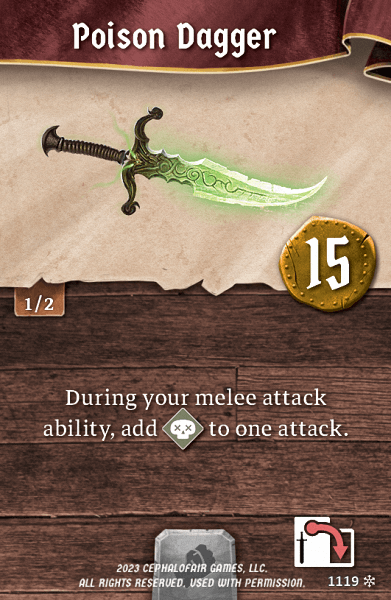 Poison Dagger
15
1/2
During your melee attack
ability, add to one attack.
2023 CEPHALOFAIR GAMES, LLC.
ALL RIGHTS RESERVED. USED WITH PERMISSION.
1119